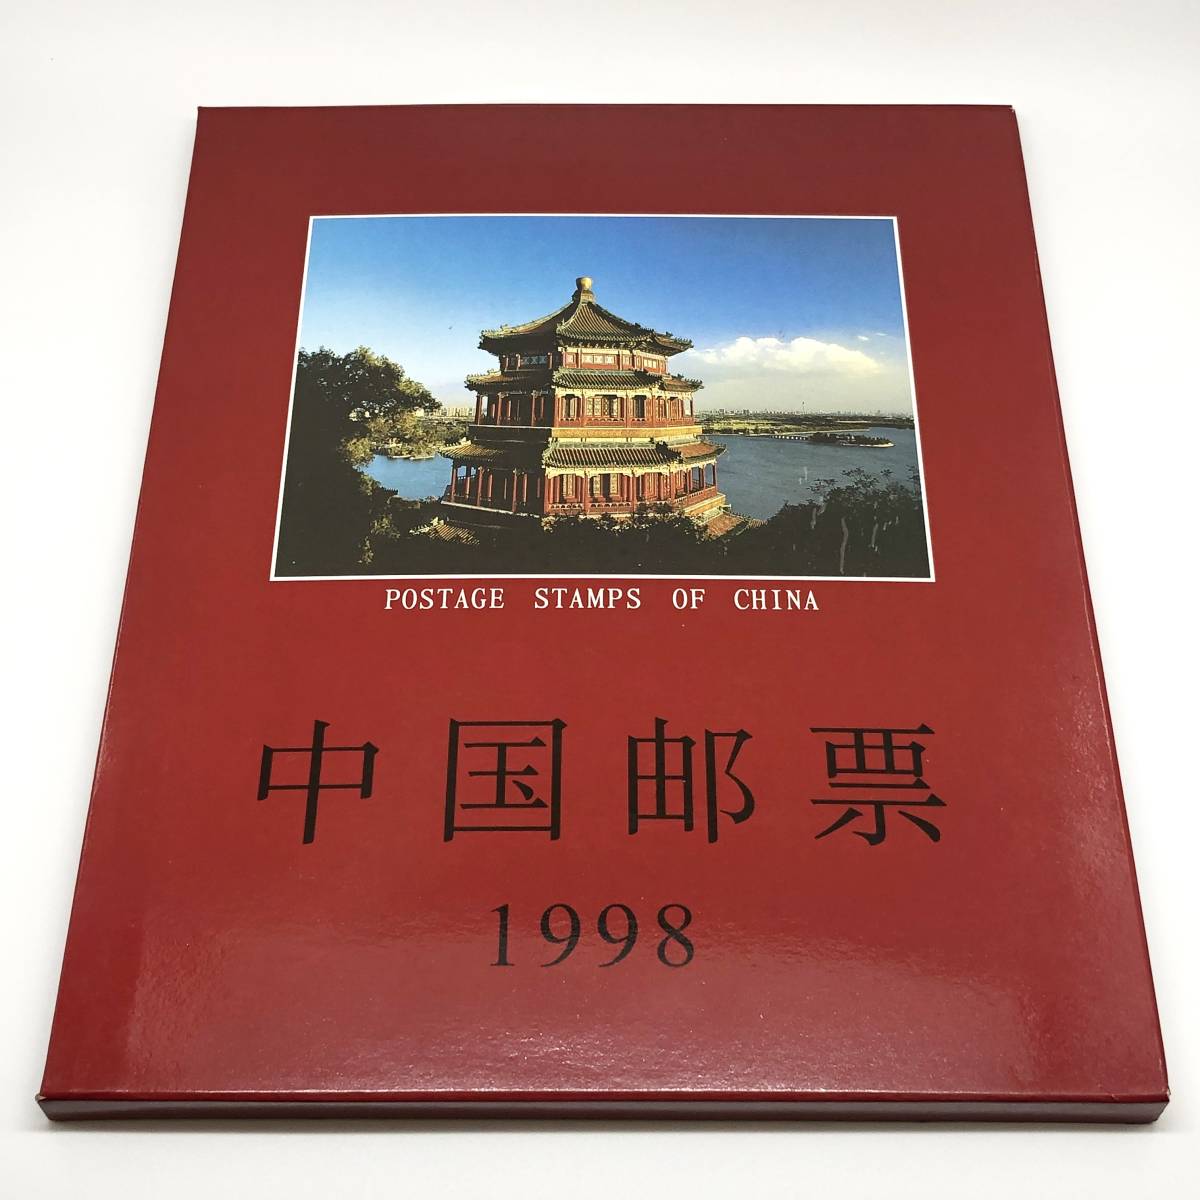 POSTAGE STAMPS OF CHINA
中国邮票
1998